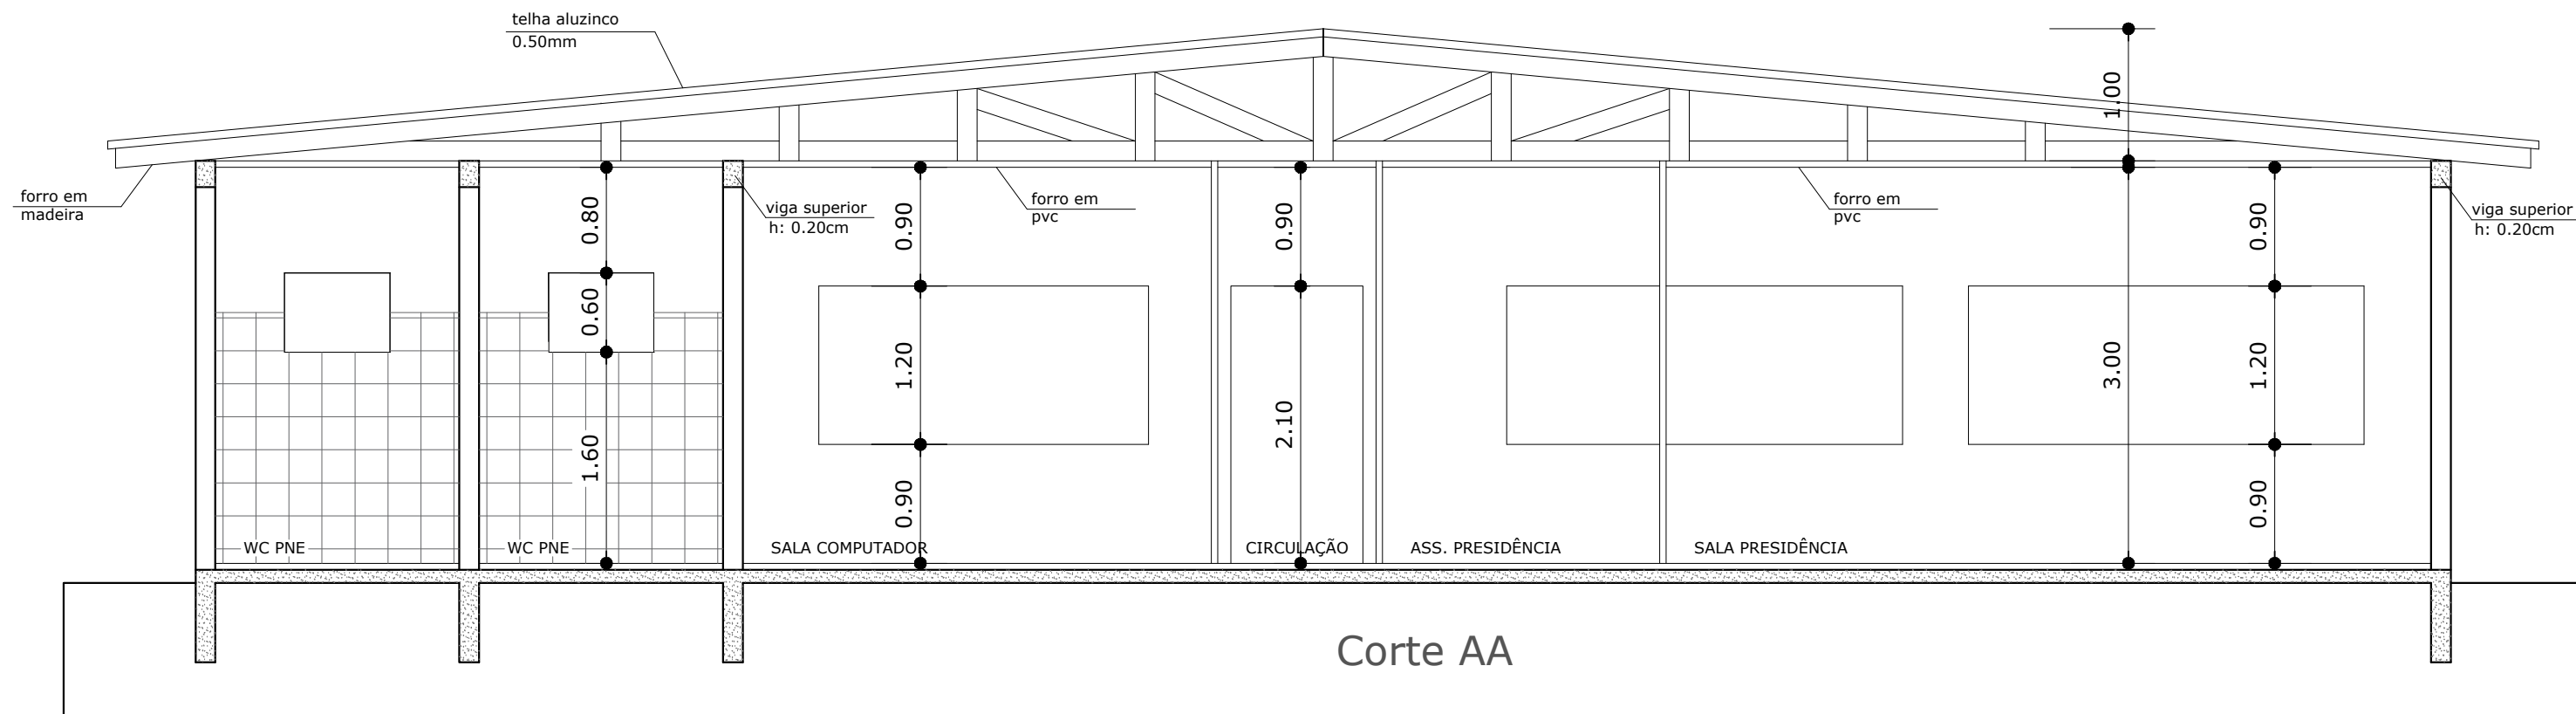 telha aluzinco
0.50mm
1.00
forro em
madeira
0.80
viga superior
h: 0.20cm
0.90
forro em
pvc
0.90
forro em
pvc
0.90
viga superior
h: 0.20cm
0.60
1.20
3.00
1.20
1.60
2.10
0.90
0.90
WC PNE
WC PNE
SALA COMPUTADOR
CIRCULAÇÃO
ASS. PRESIDÊNCIA
SALA PRESIDÊNCIA
Corte AA